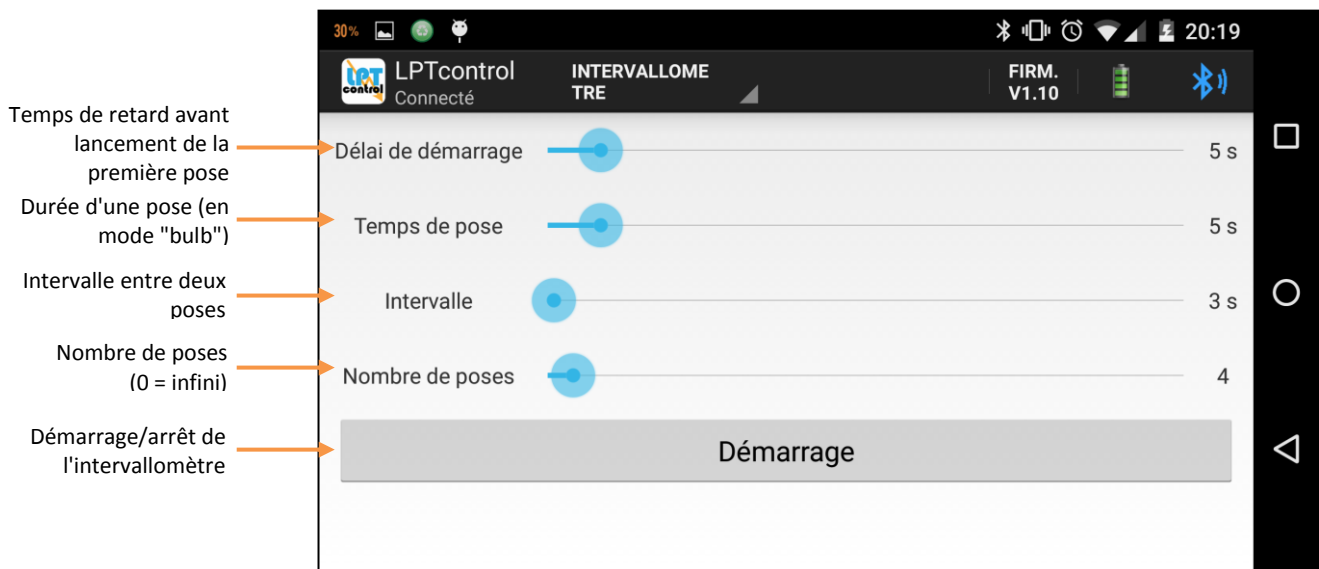 30%
20:19
LPT
control
LPTcontrol
Connecté
INTERVALLOME
TRE
FIRM.
V1.10
Temps de retard avant
lancement de la
première pose
Délai de démarrage
5 s
Durée d'une pose (en
mode "bulb")
Temps de pose
5 s
Intervalle entre deux
poses
Intervalle
3 s
Nombre de poses
(0 = infini)
Nombre de poses
4
Démarrage/arrêt de
l'intervallomètre
Démarrage